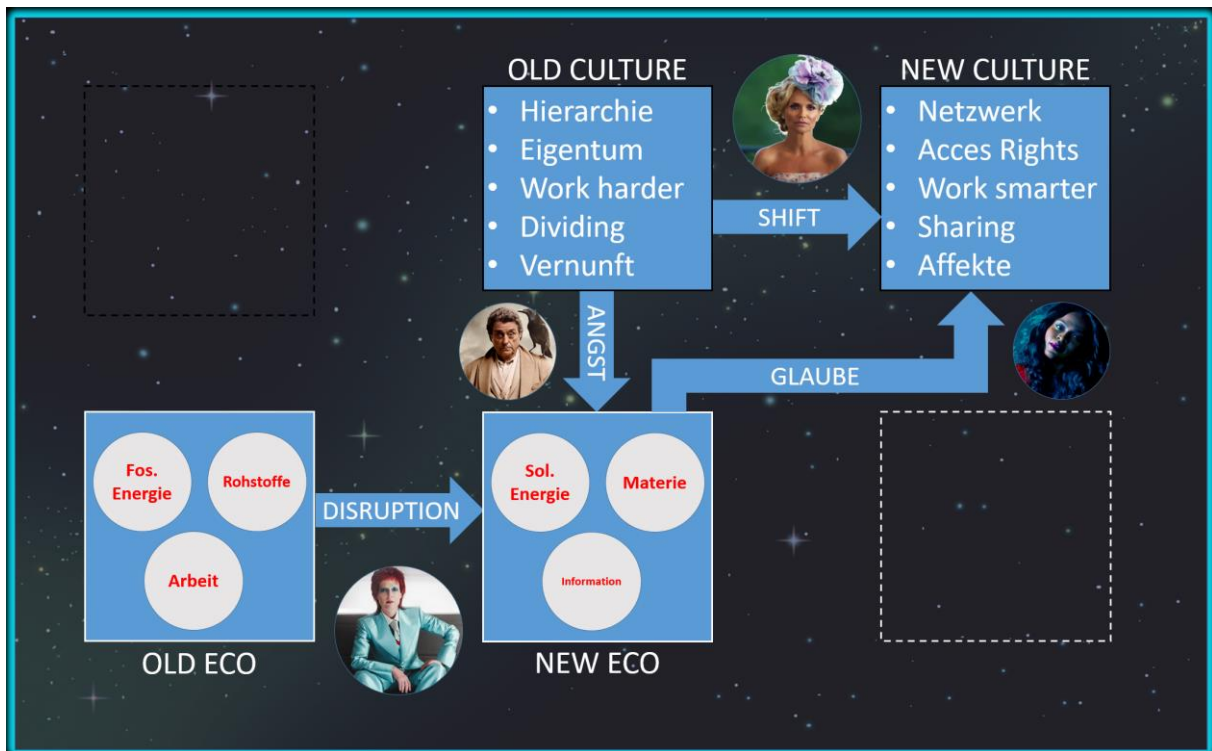 OLD CULTURE
• Hierarchie
• Eigentum
• Work harder
• Dividing
• Vernunft
SHIFT
NEW CULTURE
• Netzwerk
• Acces Rights
• Work smarter
• Sharing
• Affekte
ANGST
GLAUBE
Fos.
Energie
Rohstoffe
Arbeit
OLD ECO
DISRUPTION
Sol.
Energie
Materie
Information
NEW ECO